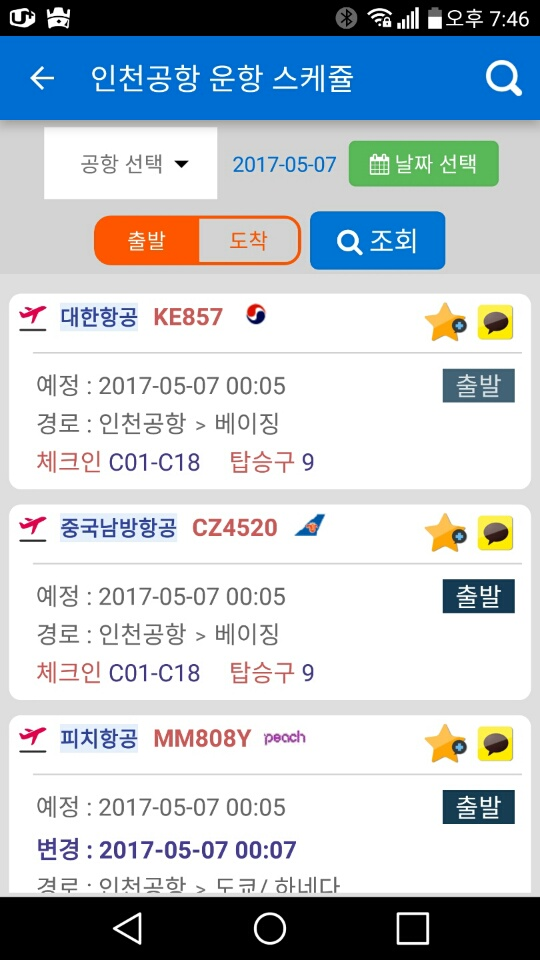 오후 7:46
인천공항 운항 스케쥴
공항 선택 2017-05-07 날짜 선택
출발 도착 조회
대한항공 KE857
예정 : 2017-05-07 00:05 출발
경로 : 인천공항 > 베이징
체크인 C01-C18 탑승구 9
중국남방항공 CZ4520
예정 : 2017-05-07 00:05 출발
경로 : 인천공항 > 베이징
체크인 C01-C18 탑승구 9
피치항공 MM808Y peach
예정 : 2017-05-07 00:05 출발
변경 : 2017-05-07 00:07
경로 : 인천공항 > 도쿄/ 하네다